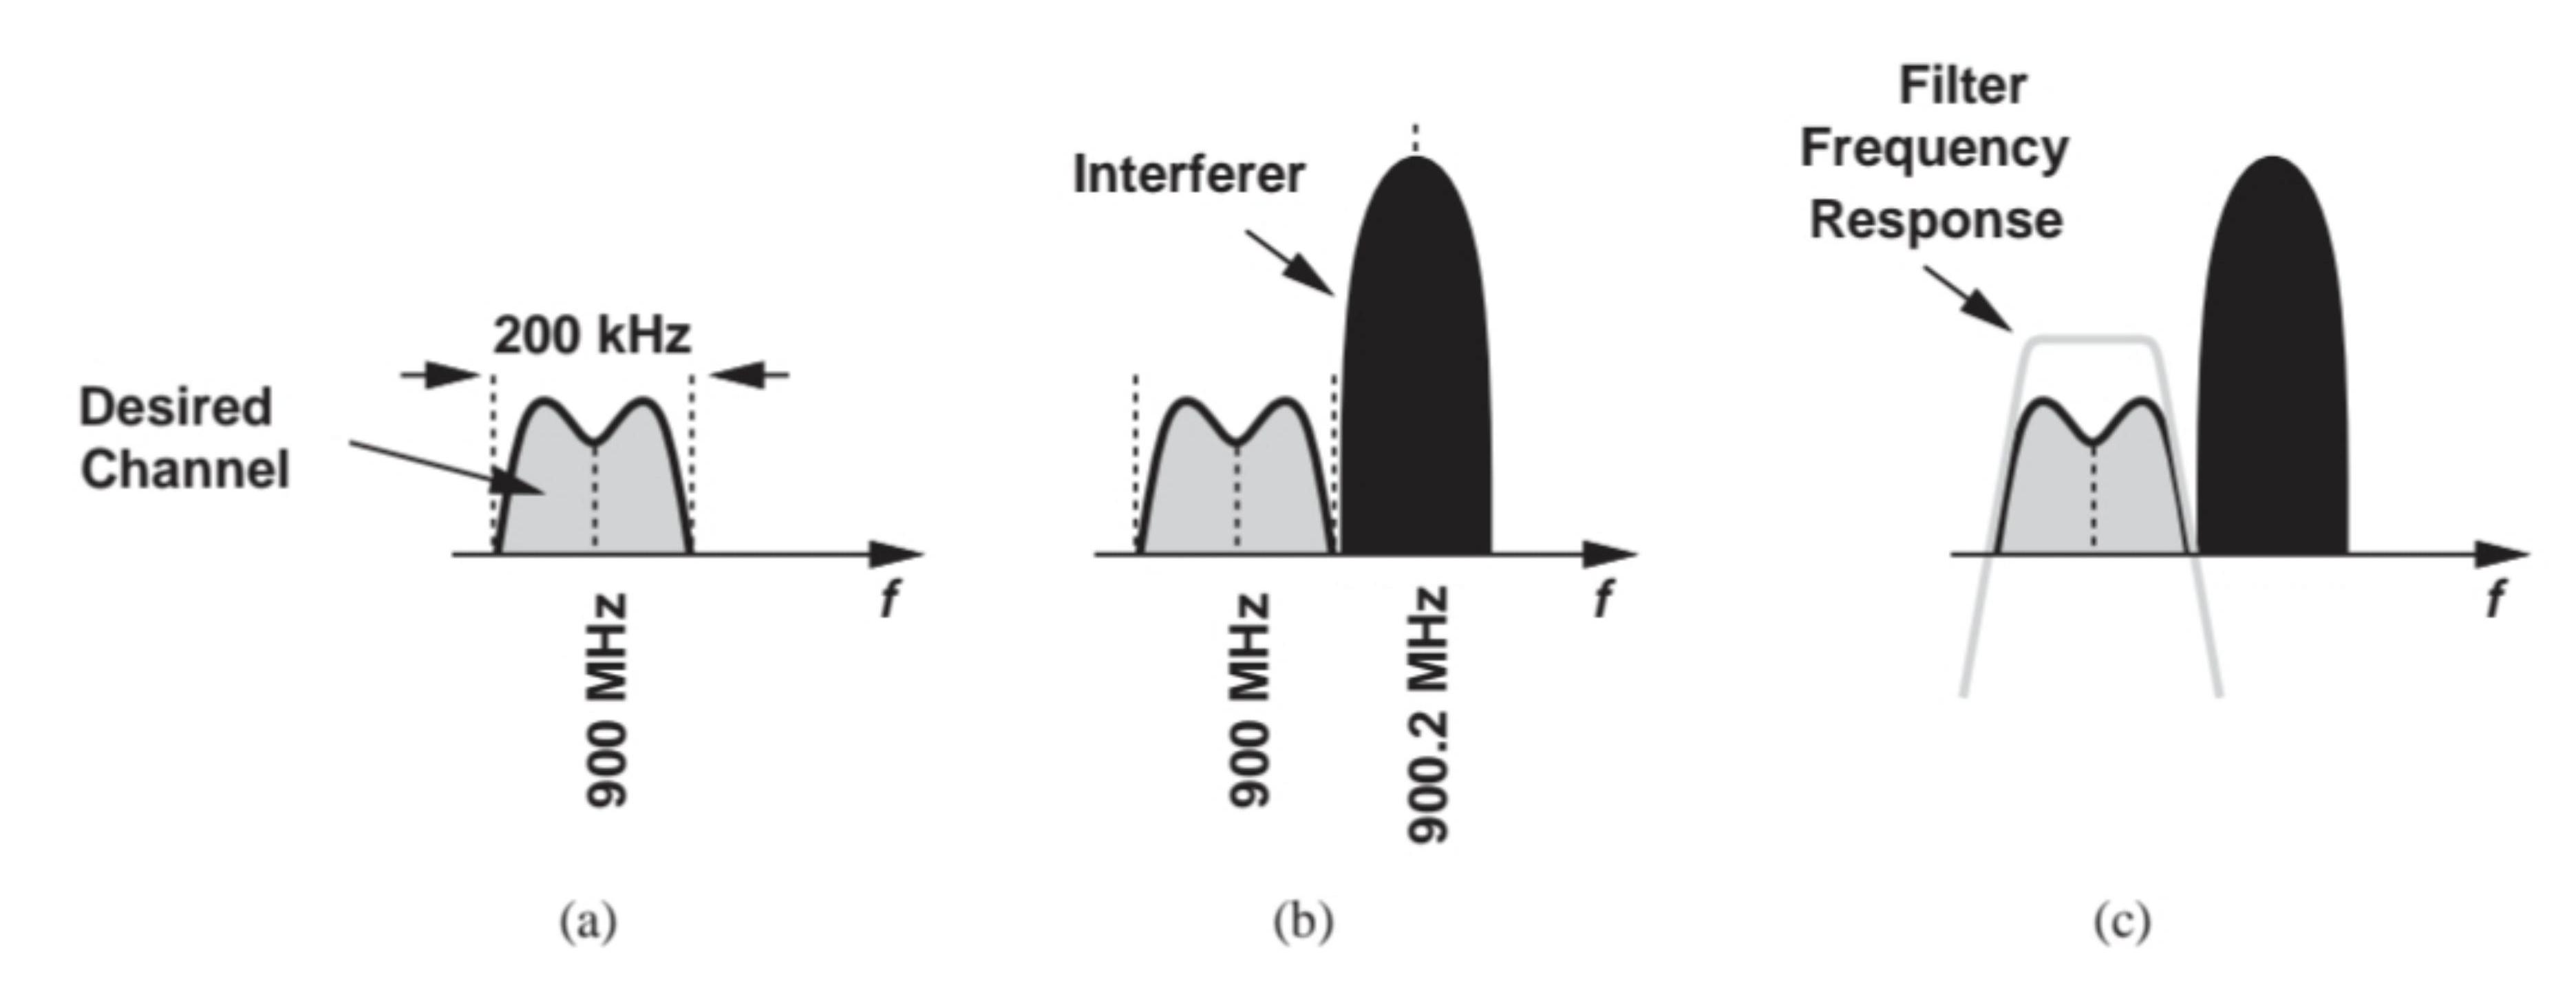 200 kHz
Desired
Channel
f
900 MHz
(a)
Interferer
f
900 MHz
900.2 MHz
(b)
Filter
Frequency
Response
f
(c)